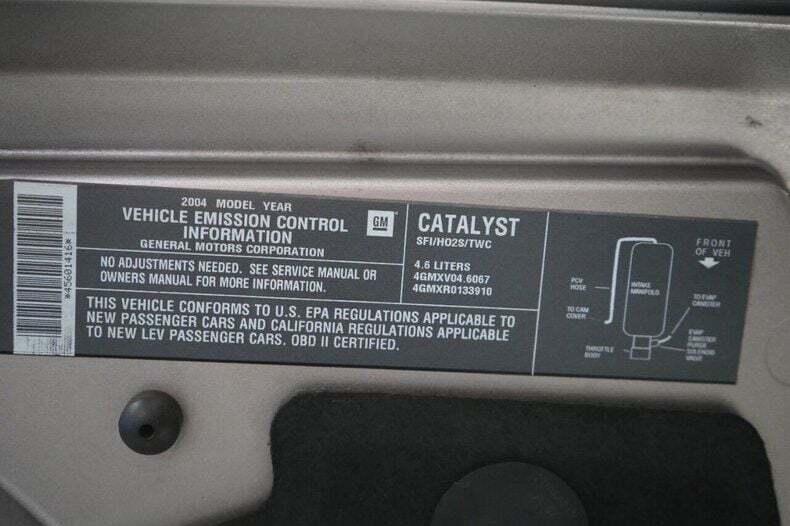 *45601416*
2004 MODEL YEAR
VEHICLE EMISSION CONTROL
INFORMATION
GENERAL MOTORS CORPORATION
GM
NO ADJUSTMENTS NEEDED. SEE SERVICE MANUAL OR
OWNERS MANUAL FOR MORE INFORMATION.
CATALYST
SFI/HO2S/TWC
4.6 LITERS
4GMXV04.6067
4GMXR0133910
THIS VEHICLE CONFORMS TO U.S. EPA REGULATIONS APPLICABLE TO
NEW PASSENGER CARS AND CALIFORNIA REGULATIONS APPLICABLE
TO NEW LEV PASSENGER CARS. OBD II CERTIFIED.
FRONT
OF VEH
PCV
HOSE
INTAKE
MANIFOLD
TO CAM
COVER
TO EVAP
CANISTER
THROTTLE
BODY
EVAP
CANISTER
PURGE
SOLENOID
VALVE